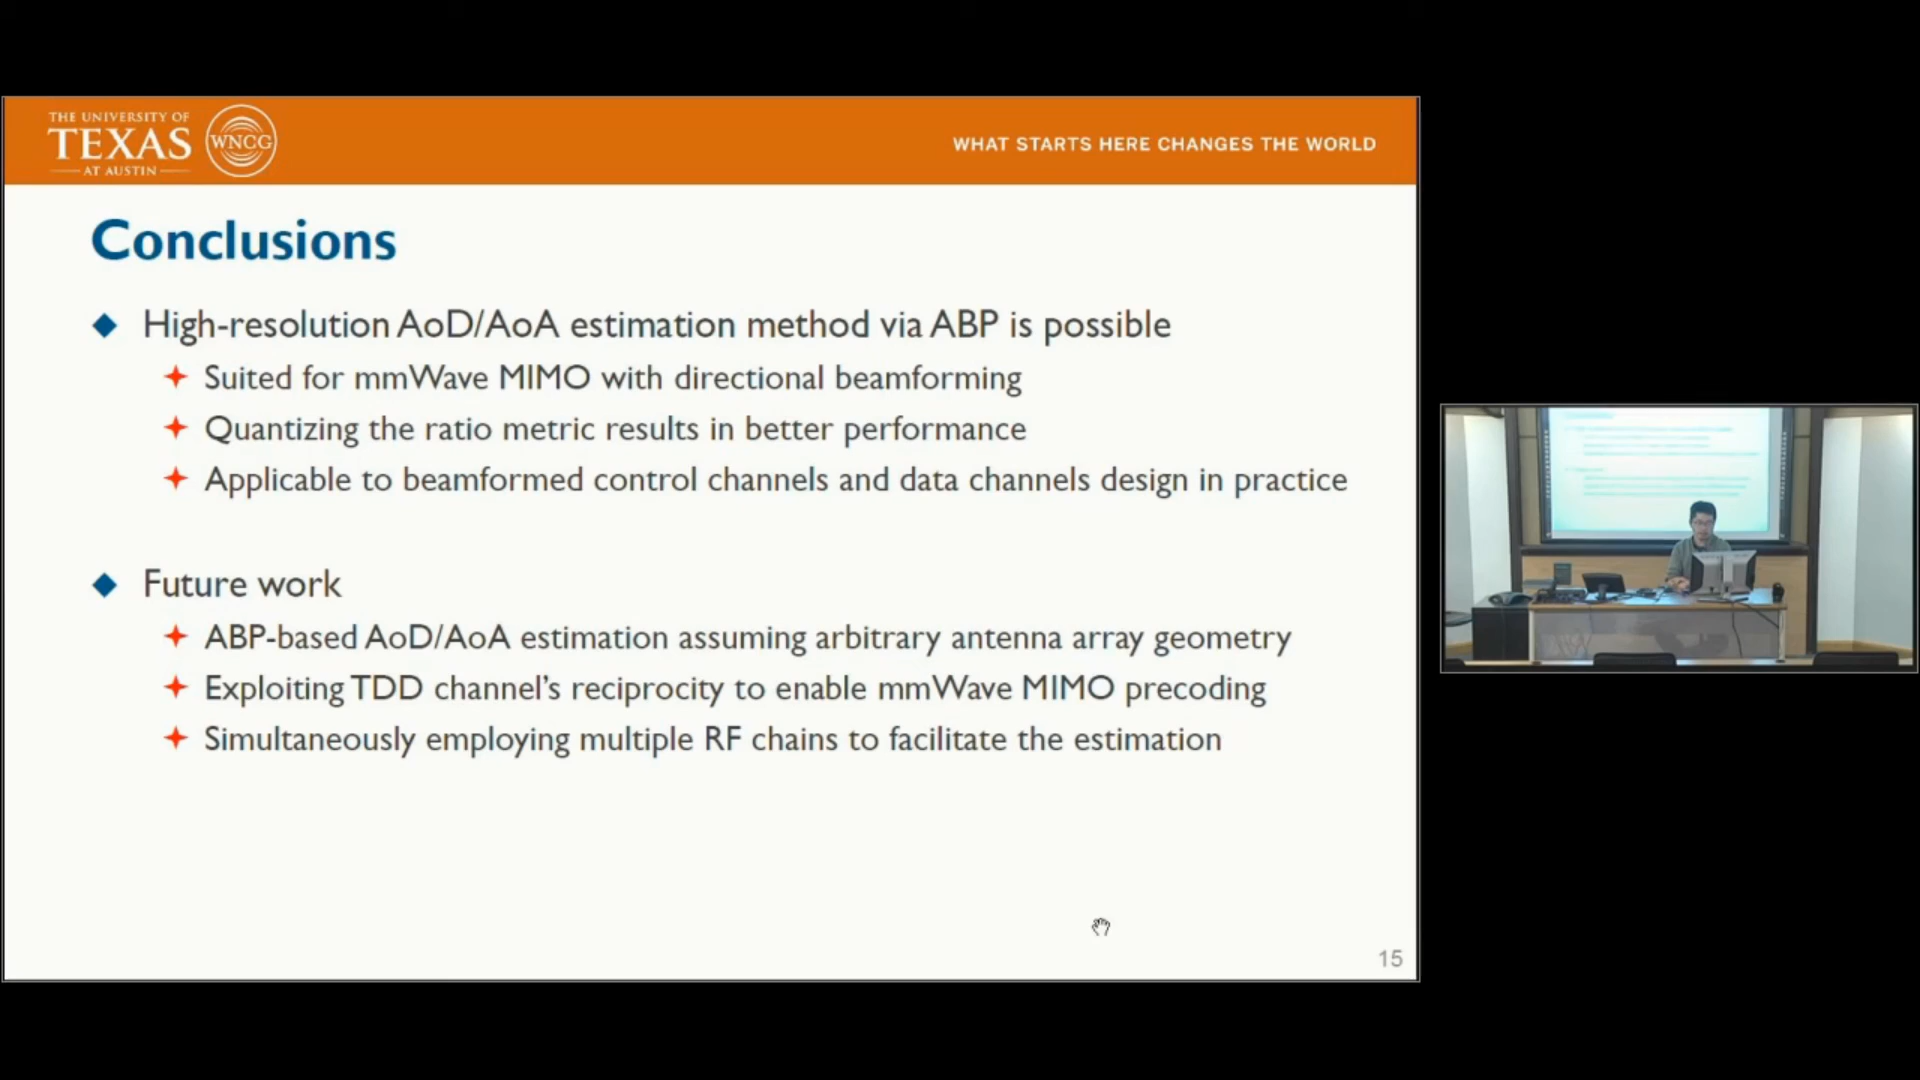 THE UNIVERSITY OF
TEXAS
AT AUSTIN
WNCG
WHAT STARTS HERE CHANGES THE WORLD
Conclusions
High-resolution AoD/AoA estimation method via ABP is possible
Suited for mmWave MIMO with directional beamforming
Quantizing the ratio metric results in better performance
Applicable to beamformed control channels and data channels design in practice
Future work
ABP-based AoD/AoA estimation assuming arbitrary antenna array geometry
Exploiting TDD channel's reciprocity to enable mmWave MIMO precoding
Simultaneously employing multiple RF chains to facilitate the estimation
15